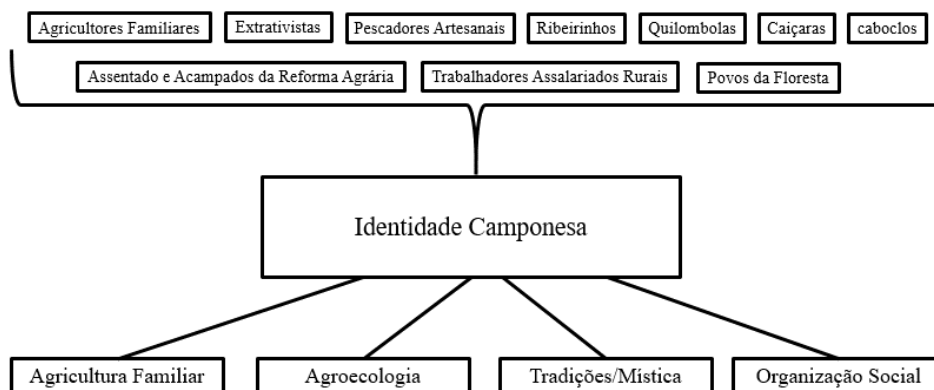 Agricultores Familiares Extrativistas Pescadores Artesanais Ribeirinhos Quilombolas Caiçaras caboclos
Assentado e Acampados da Reforma Agrária Trabalhadores Assalariados Rurais Povos da Floresta
Identidade Camponesa
Agricultura Familiar Agroecologia Tradições/Mística Organização Social